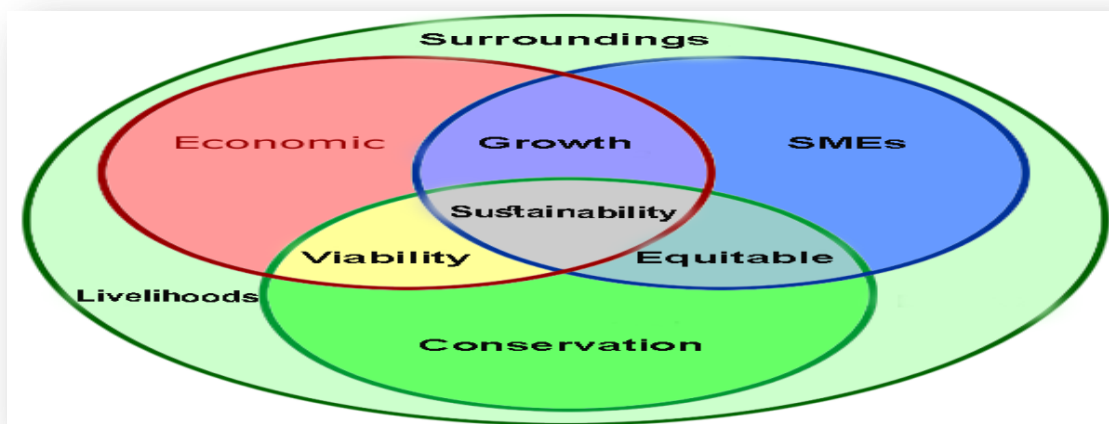 Surroundings
Economic
Growth
SMEs
Sustainability
Viability
Equitable
Livelihoods
Conservation